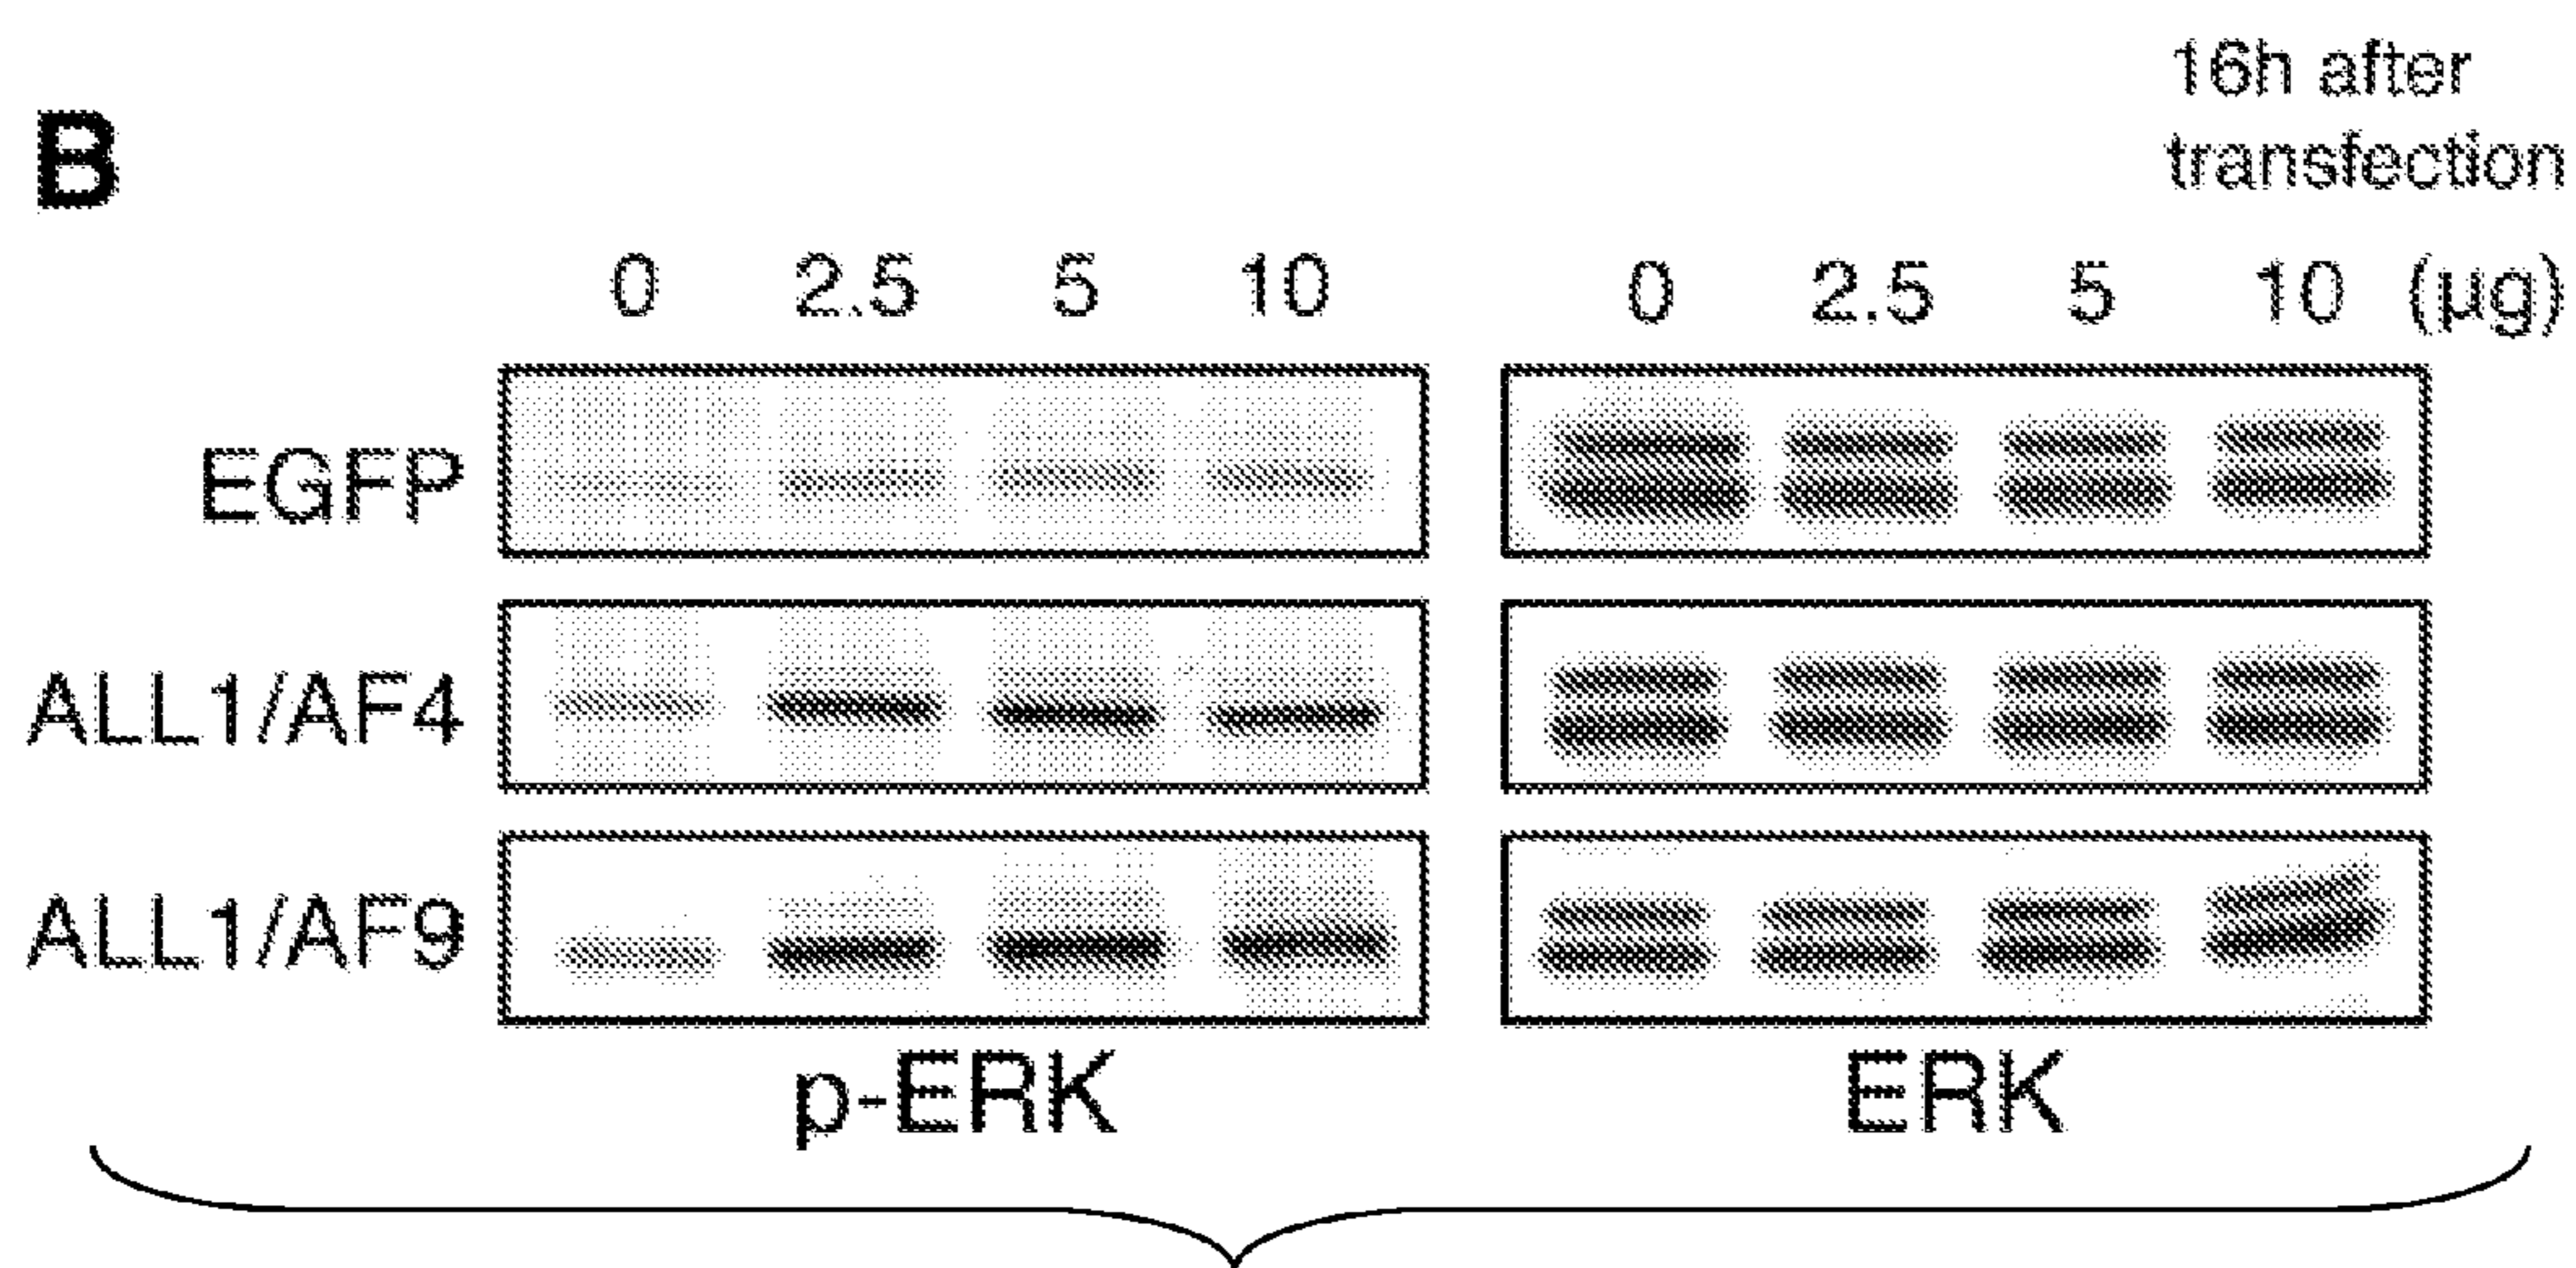 16h after
transfection
B
0 2.5 5 10 0 2.5 5 10 (µg)
EGFP
ALL1/AF4
ALL1/AF9
p-ERK ERK